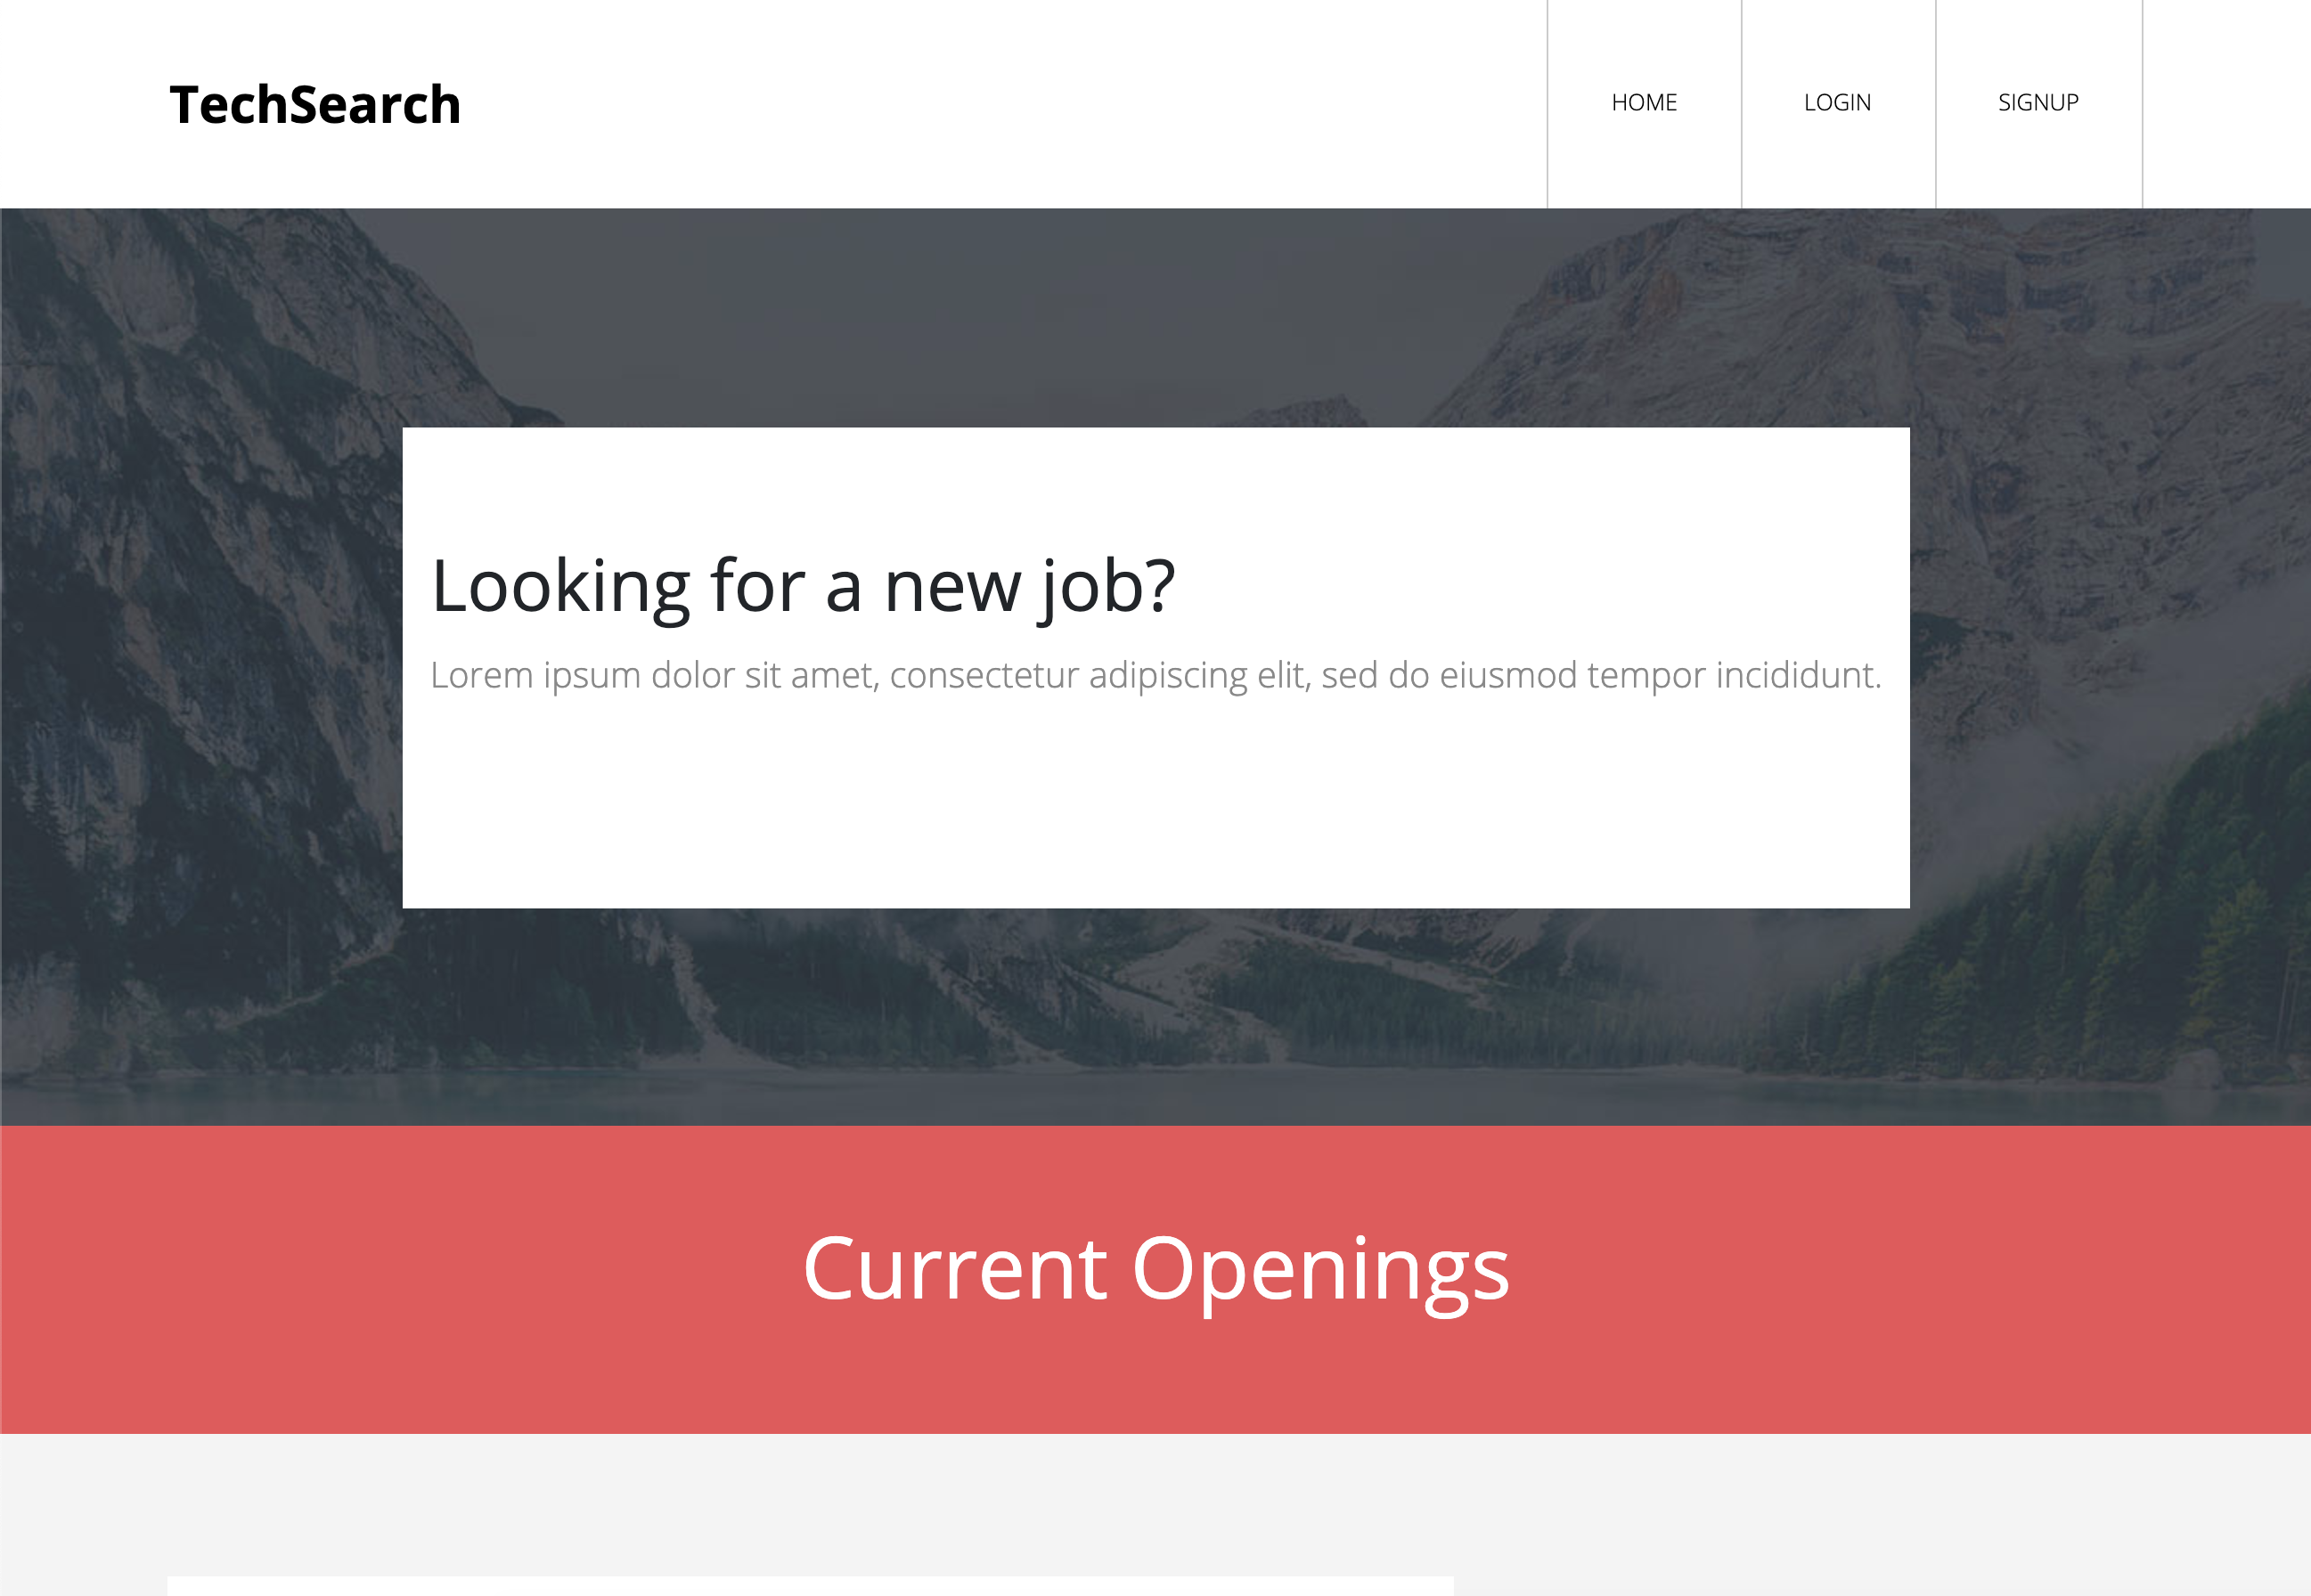 TechSearch
HOME LOGIN SIGNUP
Looking for a new job?
Lorem ipsum dolor sit amet, consectetur adipiscing elit, sed do eiusmod tempor incididunt.
Current Openings